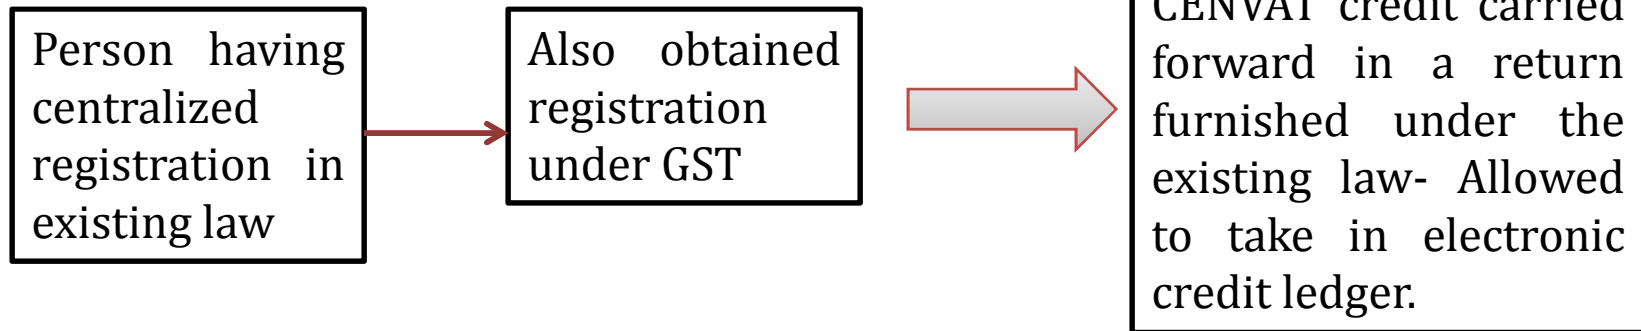 Person having
centralized
registration in
existing law
Also obtained
registration
under GST
CENVAT credit carried
forward in a return
furnished under the
existing law- Allowed
to take in electronic
credit ledger.